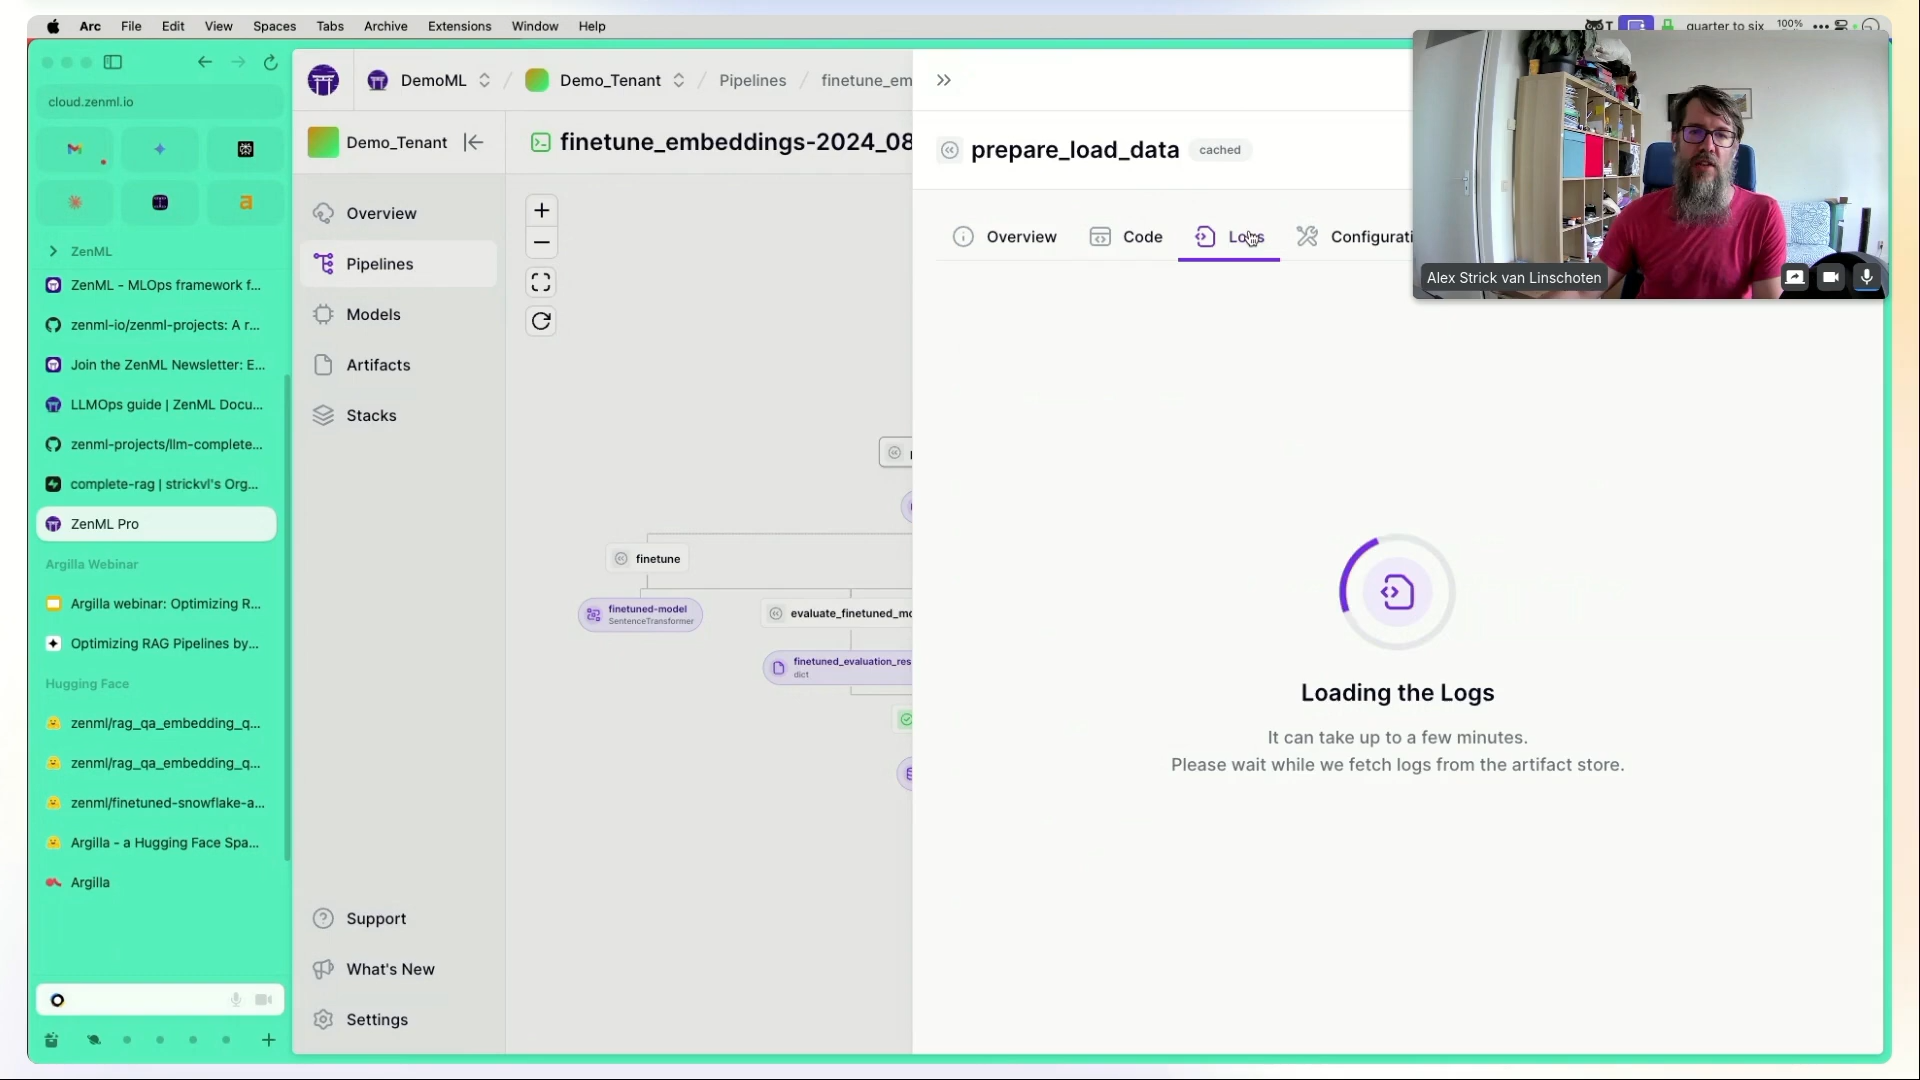 Arc File Edit View Spaces Tabs Archive Extensions Window Help
T quarter to six 100%
cloud.zenml.io
ZenML
ZenML - MLOps framework f...
zenml-io/zenml-projects: A r...
Join the ZenML Newsletter: E...
LLMOps guide | ZenML Docu...
zenml-projects/llm-complete...
complete-rag | strickvl's Org...
ZenML Pro
Argilla Webinar
Argilla webinar: Optimizing R...
Optimizing RAG Pipelines by...
Hugging Face
zenml/rag_qa_embedding_q...
zenml/rag_qa_embedding_q...
zenml/finetuned-snowflake-a...
Argilla - a Hugging Face Spa...
Argilla
DemoML / Demo_Tenant / Pipelines / finetune_em
Demo_Tenant
Overview
Pipelines
Models
Artifacts
Stacks
Support
What's New
Settings
finetune_embeddings-2024_08
finetune
finetuned-model
SentenceTransformer
evaluate_finetuned_mo
finetuned_evaluation_res
dict
prepare_load_data cached
Overview Code Logs Configurati
Loading the Logs
It can take up to a few minutes.
Please wait while we fetch logs from the artifact store.
Alex Strick van Linschoten